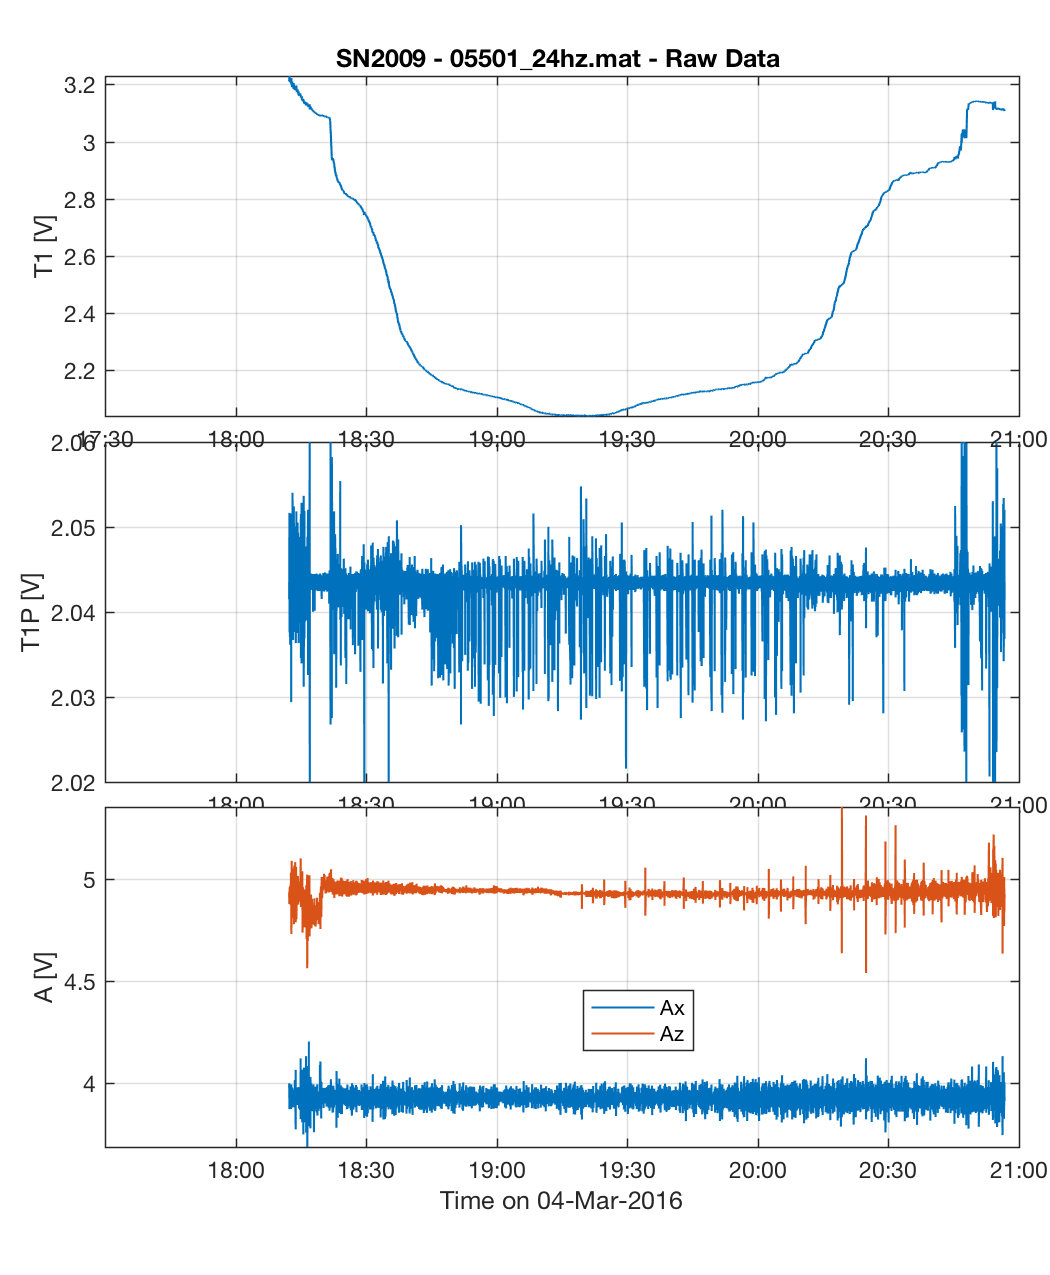 SN2009 - 05501_24hz.mat - Raw Data
3.2
3
2.8
2.6
2.4
2.2
T1 [V]
17:30 18:00 18:30 19:00 19:30 20:00 20:30 21:00
2.06
2.05
2.04
2.03
2.02
T1P [V]
18:00 18:30 19:00 19:30 20:00 20:30 21:00
5
4.5
4
A [V]
Ax
Az
18:00 18:30 19:00 19:30 20:00 20:30 21:00
Time on 04-Mar-2016